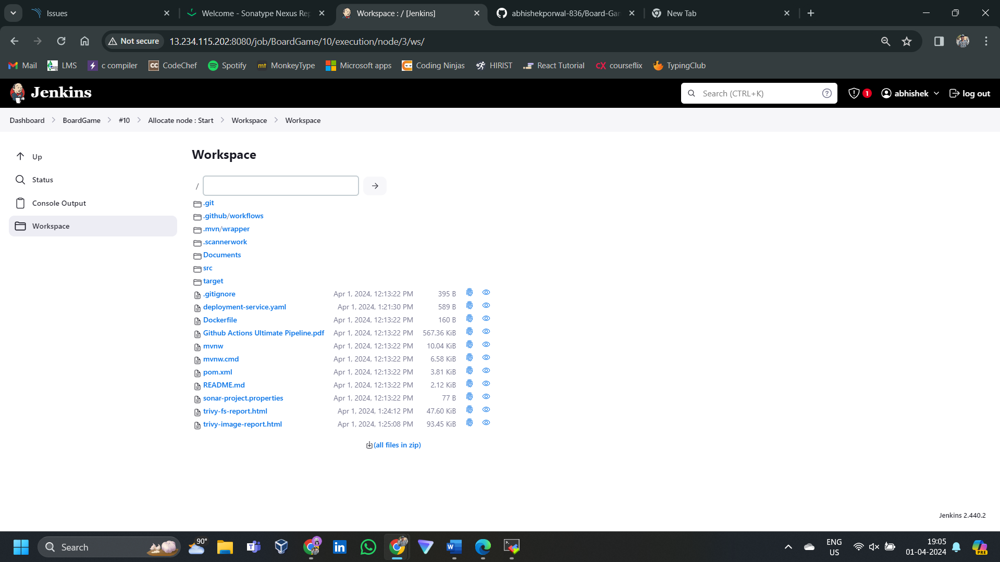 Issues
Welcome - Sonatype Nexus Rep
Workspace : / [Jenkins]
abhishekporwal-836/Board-Gam
New Tab
Not secure
13.234.115.202:8080/job/BoardGame/10/execution/node/3/ws/
Mail
LMS
c compiler
CC CodeChef
Spotify
mt MonkeyType
Microsoft apps
Coding Ninjas
HIRIST
React Tutorial
CX courseflix
TypingClub
Jenkins
Search (CTRL+K)
?
1
abhishek
log out
Dashboard > BoardGame > #10 > Allocate node : Start > Workspace > Workspace
Up
Status
Console Output
Workspace
Workspace
/
.git
.github/workflows
.mvn/wrapper
.scannerwork
Documents
src
target
.gitignore Apr 1, 2024, 12:13:22 PM 395 B
deployment-service.yaml Apr 1, 2024, 1:21:30 PM 589 B
Dockerfile Apr 1, 2024, 12:13:22 PM 160 B
Github Actions Ultimate Pipeline.pdf Apr 1, 2024, 12:13:22 PM 567.36 KiB
mvnw Apr 1, 2024, 12:13:22 PM 10.04 KiB
mvnw.cmd Apr 1, 2024, 12:13:22 PM 6.58 KiB
pom.xml Apr 1, 2024, 12:13:22 PM 3.81 KiB
README.md Apr 1, 2024, 12:13:22 PM 2.12 KiB
sonar-project.properties Apr 1, 2024, 12:13:22 PM 77 B
trivy-fs-report.html Apr 1, 2024, 1:24:12 PM 47.60 KiB
trivy-image-report.html Apr 1, 2024, 1:25:08 PM 93.45 KiB
(all files in zip)
Jenkins 2.440.2
Search
90°
ENG
US
19:05
01-04-2024
PRE